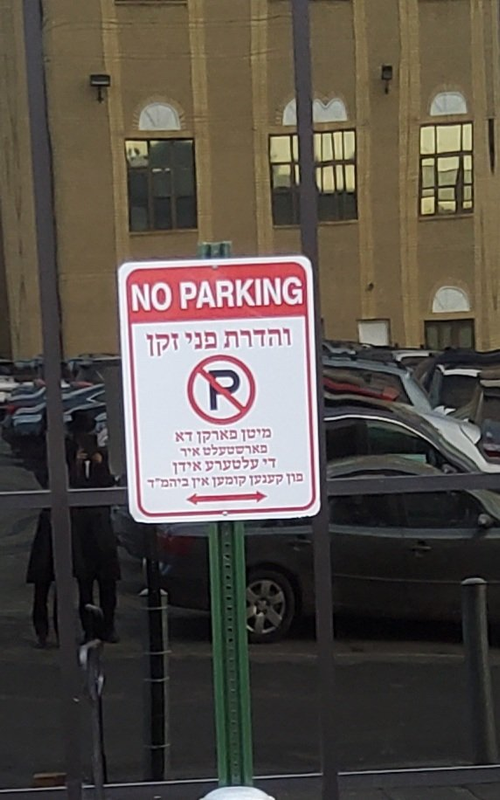 NO PARKING
והדרת פני זקן
P
מיטן פארקן דא
פארשטעלט איר
די עלטערע אידן
פון קענען קומען אין ביהמ"ד